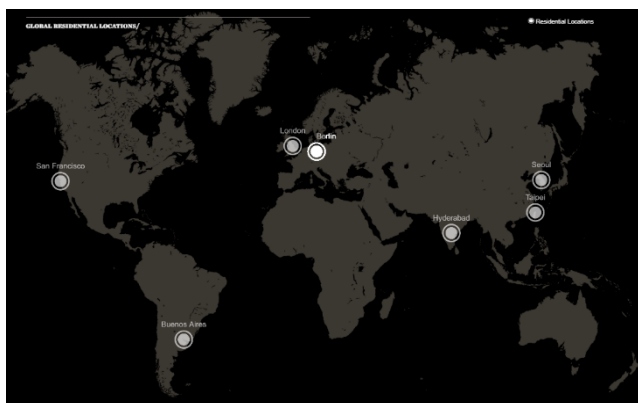 GLOBAL RESIDENTIAL LOCATIONS/
Residential Locations
London
Berlin
San Francisco
Seoul
Taipei
Hyderabad
Buenos Aires